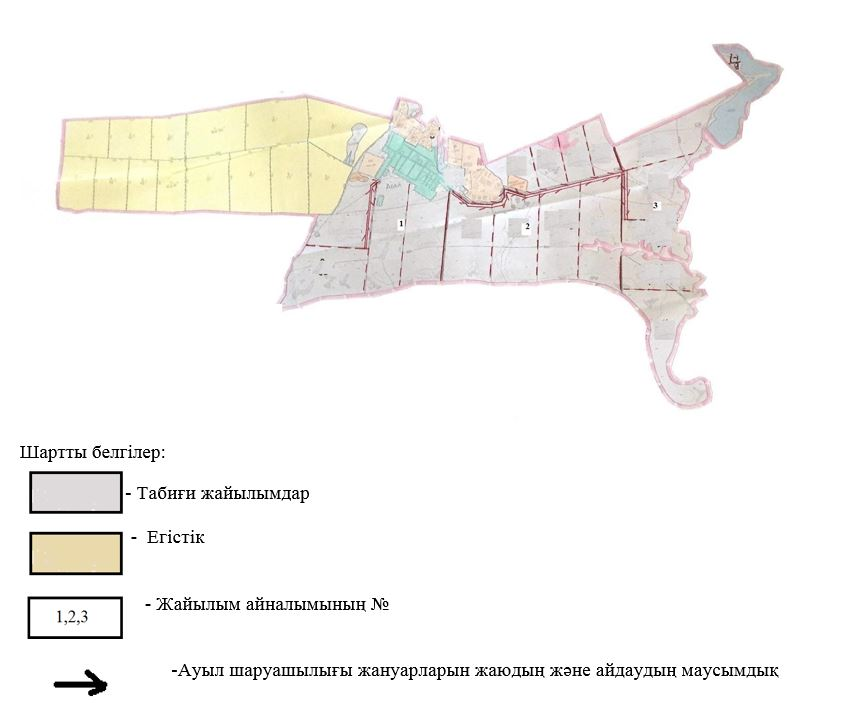 1
2
3
Шартты белгілер:
- Табиғи жайылымдар
- Егістік
1,2,3
- Жайылым айналымының №
-Ауыл шаруашылығы жануарларын жаюдың және айдаудың маусымдық